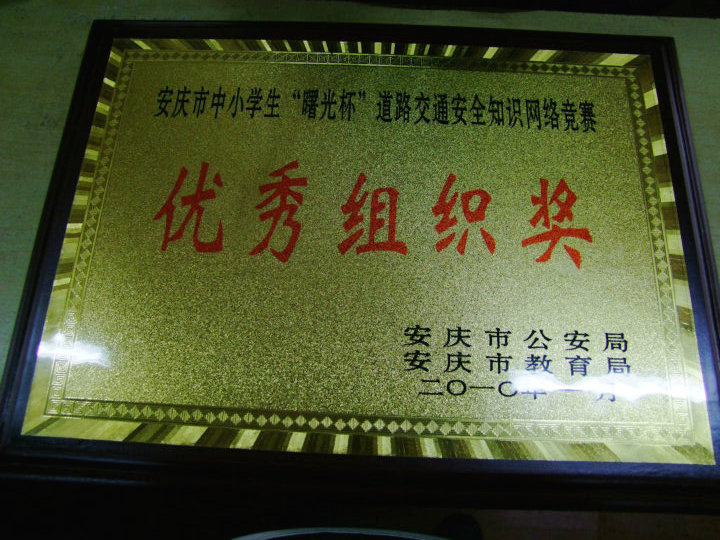 安庆市中小学生“曙光杯”道路交通安全知识网络竞赛
优秀组织奖
安庆市公安局
安庆市教育局
二〇一〇年一月